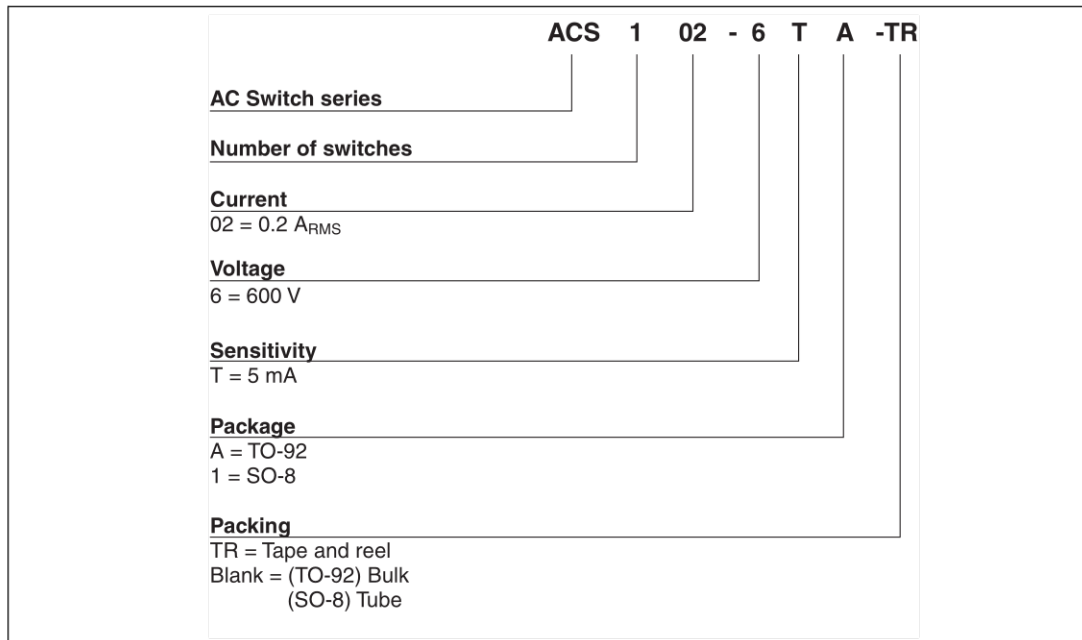 ACS 1 02 - 6 T A -TR
AC Switch series
Number of switches
Current
02 = 0.2 ARMS
Voltage
6 = 600 V
Sensitivity
T = 5 mA
Package
A = TO-92
1 = SO-8
Packing
TR = Tape and reel
Blank = (TO-92) Bulk
(SO-8) Tube